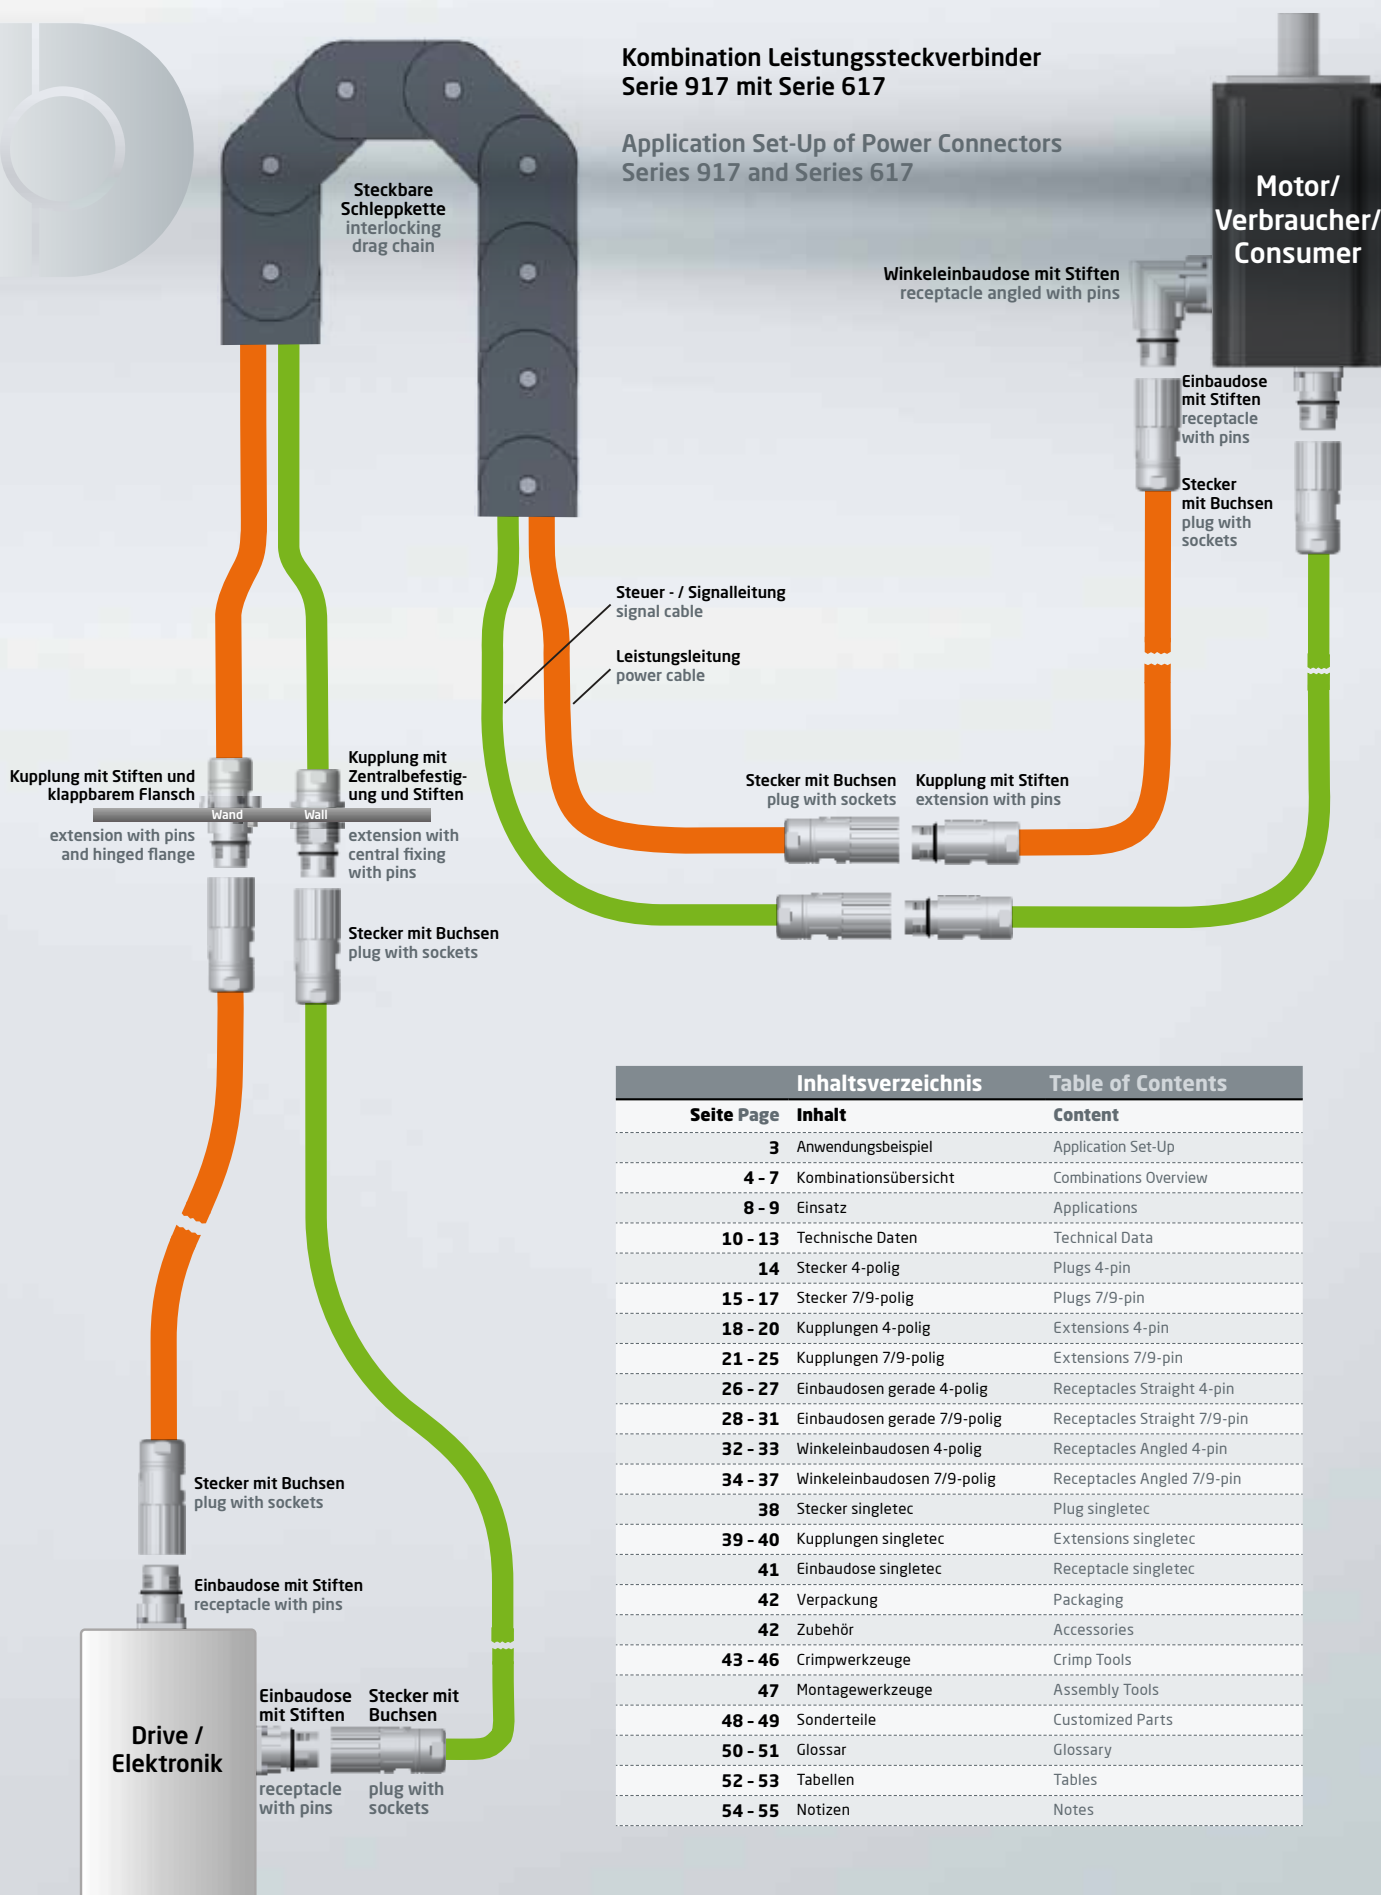 Kombination Leistungssteckverbinder
Serie 917 mit Serie 617
Application Set-Up of Power Connectors
Series 917 and Series 617
Steckbare
Schleppkette
interlocking
drag chain
Motor/
Verbraucher/
Consumer
Winkeleinbaudose mit Stiften
receptacle angled with pins
Einbaudose
mit Stiften
receptacle
with pins
Stecker
mit Buchsen
plug with
sockets
Steuer - / Signalleitung
signal cable
Leistungsleitung
power cable
Kupplung mit Stiften und
klappbarem Flansch
Wand
extension with pins
and hinged flange
Kupplung mit
Zentralbefestig-
ung und Stiften
Wall
extension with
central fixing
with pins
Stecker mit Buchsen
plug with sockets
Kupplung mit Stiften
extension with pins
Stecker mit Buchsen
plug with sockets
Inhaltsverzeichnis Table of Contents
Seite Page Inhalt Content
3 Anwendungsbeispiel Application Set-Up
4 – 7 Kombinationsübersicht Combinations Overview
8 – 9 Einsatz Applications
10 – 13 Technische Daten Technical Data
14 Stecker 4-polig Plugs 4-pin
15 – 17 Stecker 7/9-polig Plugs 7/9-pin
18 – 20 Kupplungen 4-polig Extensions 4-pin
21 – 25 Kupplungen 7/9-polig Extensions 7/9-pin
26 – 27 Einbaudosen gerade 4-polig Receptacles Straight 4-pin
28 – 31 Einbaudosen gerade 7/9-polig Receptacles Straight 7/9-pin
32 – 33 Winkeleinbaudosen 4-polig Receptacles Angled 4-pin
34 – 37 Winkeleinbaudosen 7/9-polig Receptacles Angled 7/9-pin
38 Stecker singletec Plug singletec
39 – 40 Kupplungen singletec Extensions singletec
41 Einbaudose singletec Receptacle singletec
42 Verpackung Packaging
42 Zubehör Accessories
43 – 46 Crimpwerkzeuge Crimp Tools
47 Montagewerkzeuge Assembly Tools
48 – 49 Sonderteile Customized Parts
50 – 51 Glossar Glossary
52 – 53 Tabellen Tables
54 – 55 Notizen Notes
Stecker mit Buchsen
plug with sockets
Einbaudose mit Stiften
receptacle with pins
Drive /
Elektronik
Einbaudose
mit Stiften
receptacle
with pins
Stecker mit
Buchsen
plug with
sockets